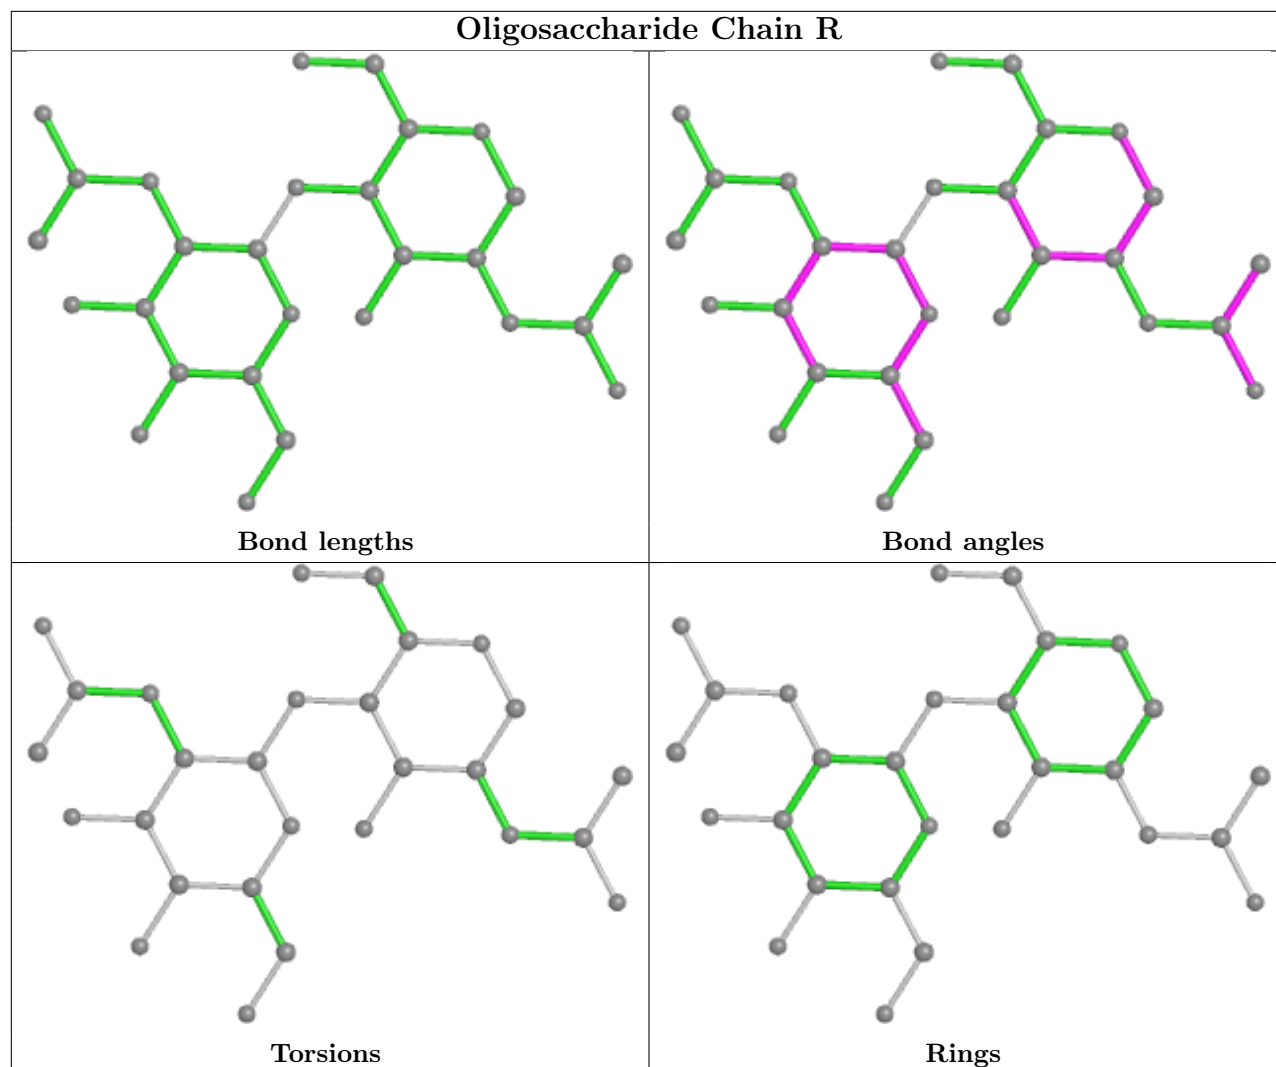 Oligosaccharide Chain R
Bond lengths
Bond angles
Torsions
Rings